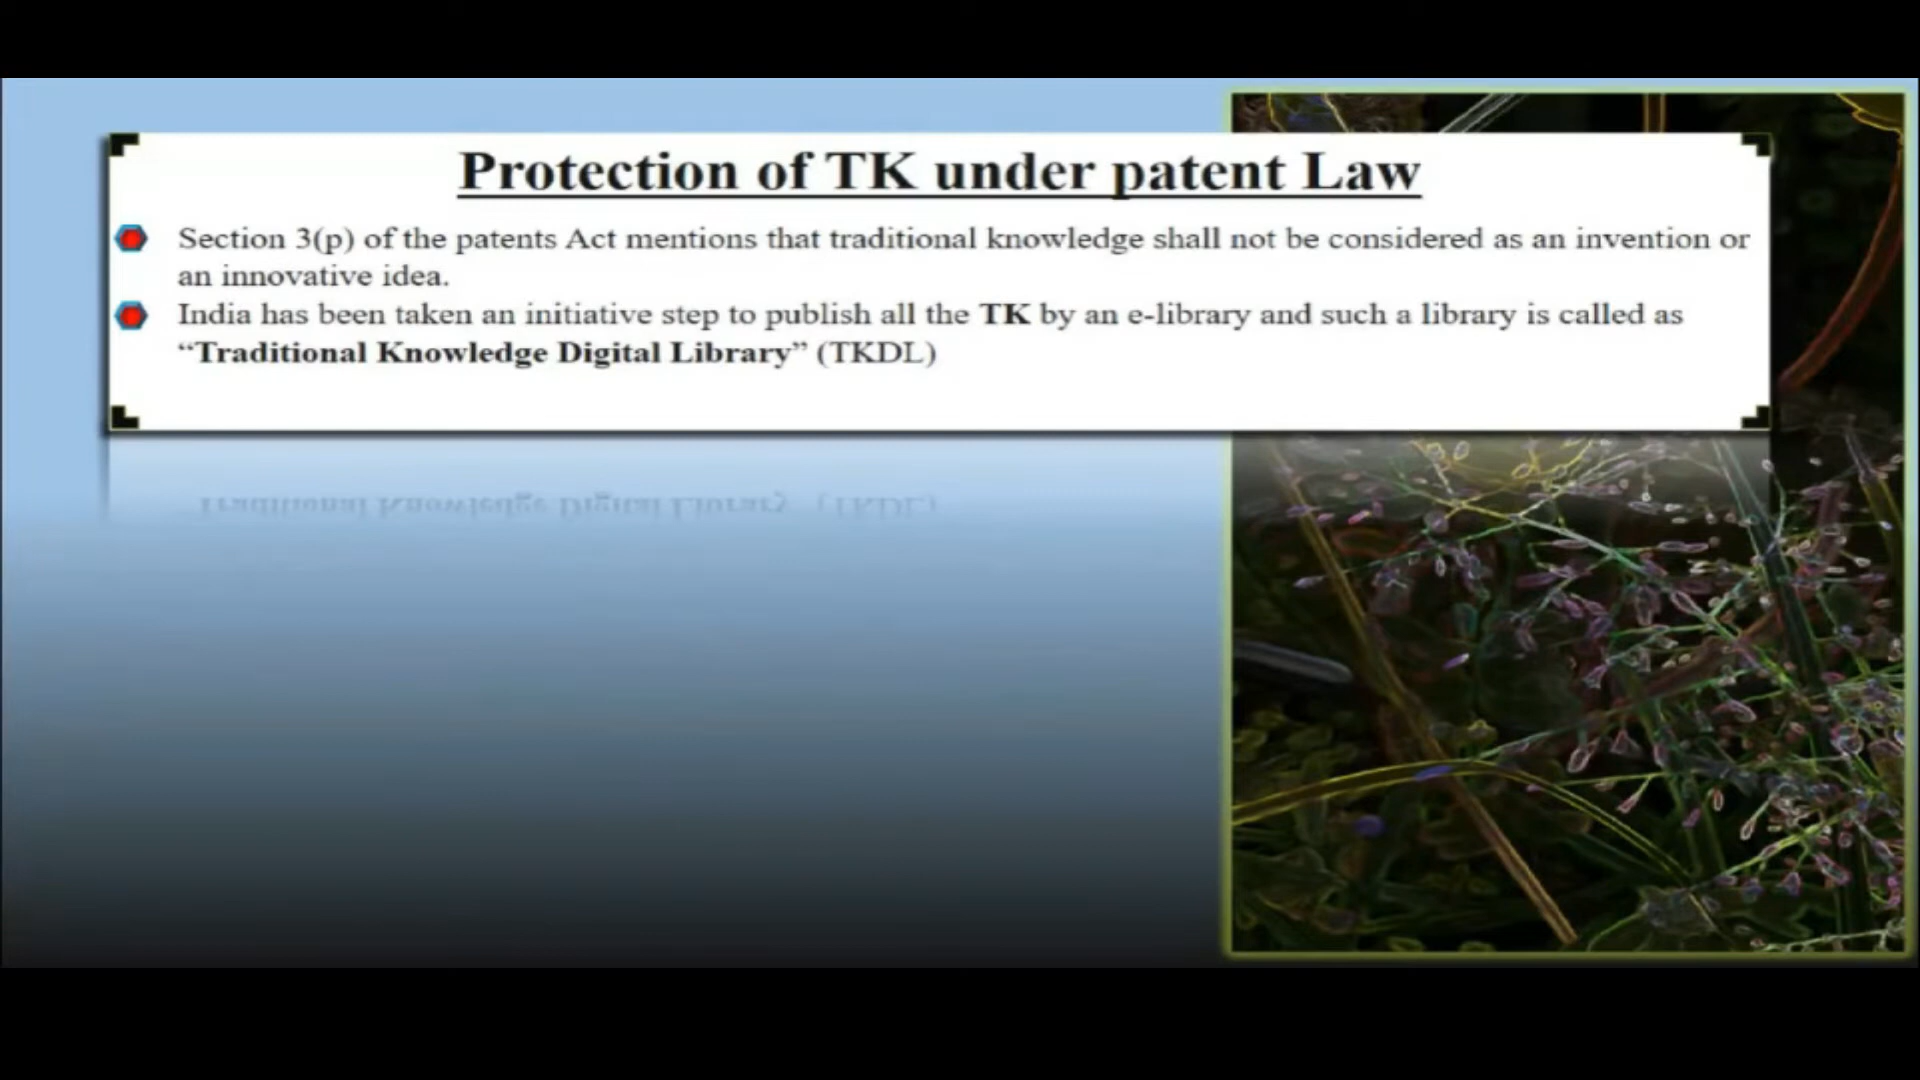 Protection of TK under patent Law
Section 3(p) of the patents Act mentions that traditional knowledge shall not be considered as an invention or
an innovative idea.
India has been taken an initiative step to publish all the TK by an e-library and such a library is called as
“Traditional Knowledge Digital Library” (TKDL)